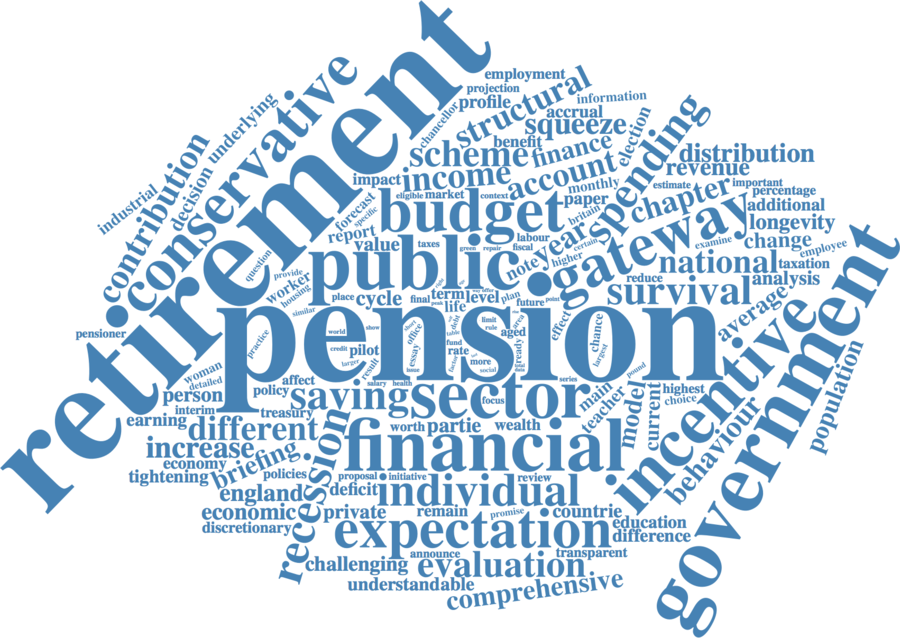 retirement
pension
government
conservative
public
budget
financial
gateway
incentive
sector
expectation
individual
spending
recession
contribution
structural
employment
projection
profile
chancellor
information
accrual
squeeze
benefit
election
scheme
finance
underlying
industrial
decision
impact
income
account
eligible
market
context
monthly
paper
distribution
revenue
estimate
important
percentage
chapter
additional
longevity
change
employee
examine
national
taxation
analysis
reduce
survival
average
forecast
specific
report
value
taxes
green
repair
labour
fiscal
britain
certain
higher
note
year
question
provide
worker
housing
similar
place
cycle
final
peak
term
level
plan
future
point
life
effect
pensioner
practice
world
show
short
office
debt
table
limit
rule
area
aged
chance
largest
credit
pilot
larger
result
essay
issue
fund
rate
factor
more
social
already
total
data
pound
woman
detailed
person
interim
policy
affect
salary
health
series
saving
focus
main
teacher
model
current
highest
choice
behaviour
population
earning
treasury
different
worth
partie
wealth
increase
economy
tightening
briefing
policies
proposal
initiative
review
england
deficit
economic
private
remain
promise
countrie
discretionary
education
difference
announce
transparent
challenging
evaluation
understandable
comprehensive